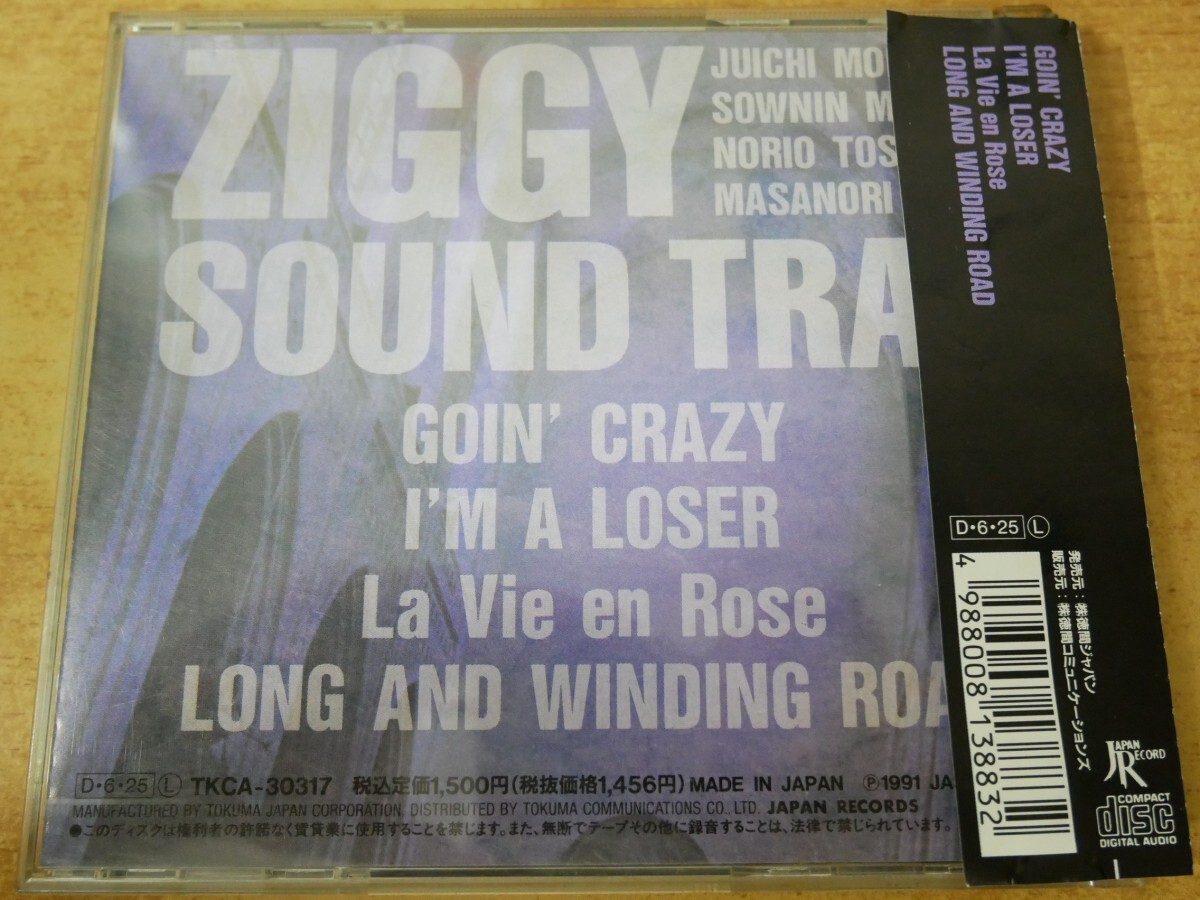 ZIGGY
JUICHI MO
SOWNIN M
NORIO TOS
MASANORI
SOUND TRA
GOIN' CRAZY
I'M A LOSER
La Vie en Rose
LONG AND WINDING ROA
D・6・25 L TKCA-30317 税込定価1,500円(税抜価格1,456円) MADE IN JAPAN Ⓟ1991 JA
MANUFACTURED BY TOKUMA JAPAN CORPORATION, DISTRIBUTED BY TOKUMA COMMUNICATIONS CO., LTD. JAPAN RECORDS
●このディスクは権利者の許諾なく賃貸業に使用することを禁じます。また、無断でテープその他に録音することは、法律で禁じられています。
GOIN' CRAZY
I'M A LOSER
La Vie en Rose
LONG AND WINDING ROAD
D・6・25 L
発売元：㈱徳間ジャパン
販売元：㈱徳間コミュニケーションズ
4 988008 138832
JAPAN RECORD
COMPACT
disc
DIGITAL AUDIO